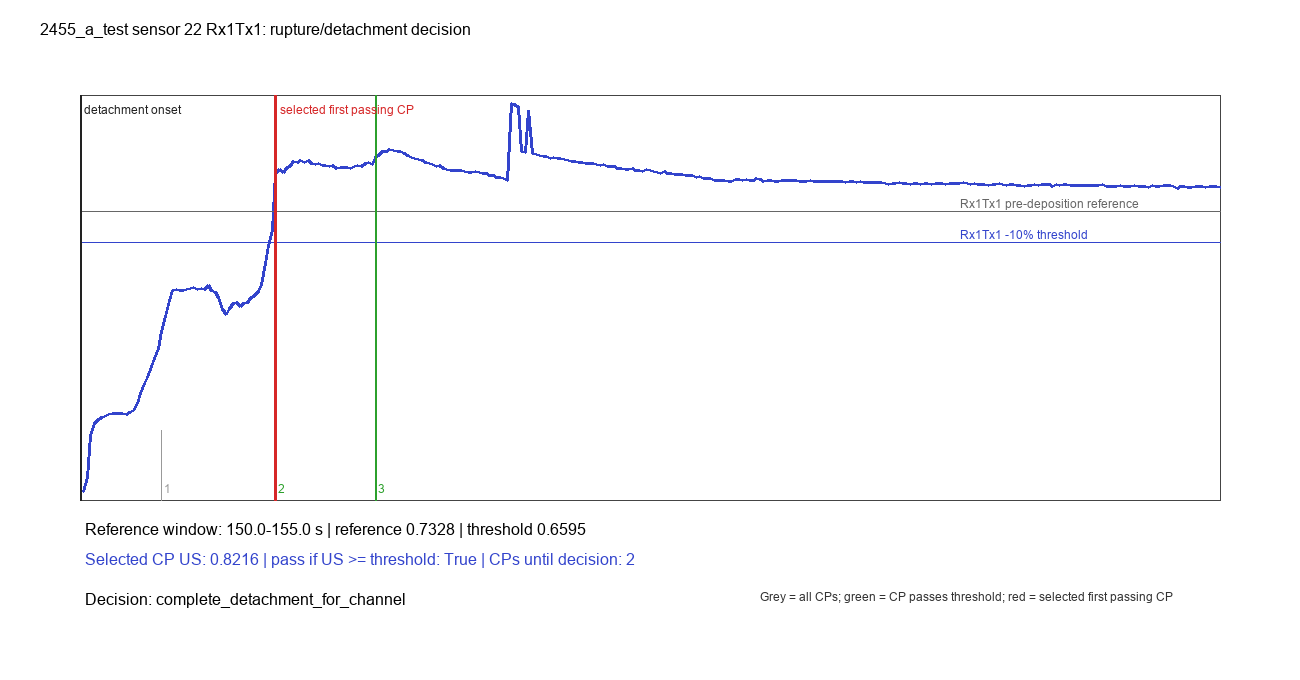 2455_a_test sensor 22 Rx1Tx1: rupture/detachment decision
detachment onset
selected first passing CP
Rx1Tx1 pre-deposition reference
Rx1Tx1 -10% threshold
1
2
3
Reference window: 150.0-155.0 s | reference 0.7328 | threshold 0.6595
Selected CP US: 0.8216 | pass if US >= threshold: True | CPs until decision: 2
Decision: complete_detachment_for_channel
Grey = all CPs; green = CP passes threshold; red = selected first passing CP